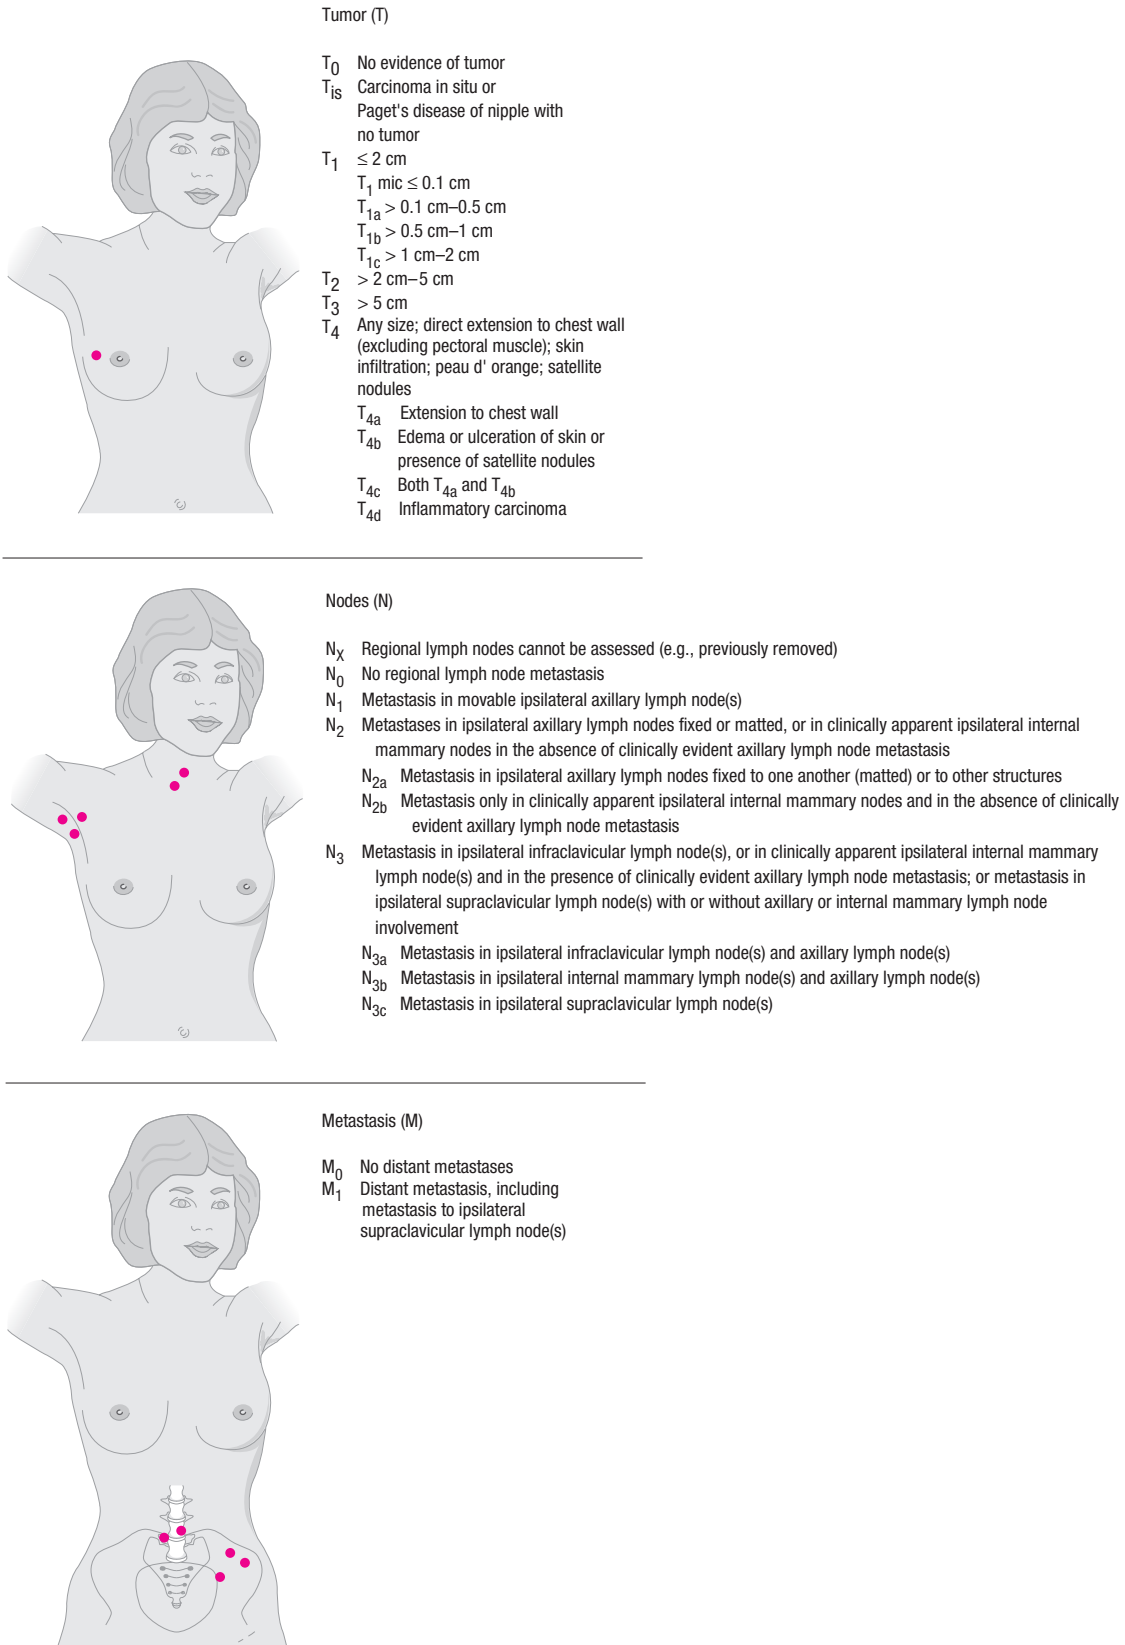 Tumor (T)
T0 No evidence of tumor
Tis Carcinoma in situ or
Paget's disease of nipple with
no tumor
T1 ≤ 2 cm
T1 mic ≤ 0.1 cm
T1a > 0.1 cm–0.5 cm
T1b > 0.5 cm–1 cm
T1c > 1 cm–2 cm
T2 > 2 cm–5 cm
T3 > 5 cm
T4 Any size; direct extension to chest wall
(excluding pectoral muscle); skin
infiltration; peau d' orange; satellite
nodules
T4a Extension to chest wall
T4b Edema or ulceration of skin or
presence of satellite nodules
T4c Both T4a and T4b
T4d Inflammatory carcinoma
Nodes (N)
NX Regional lymph nodes cannot be assessed (e.g., previously removed)
N0 No regional lymph node metastasis
N1 Metastasis in movable ipsilateral axillary lymph node(s)
N2 Metastases in ipsilateral axillary lymph nodes fixed or matted, or in clinically apparent ipsilateral internal
mammary nodes in the absence of clinically evident axillary lymph node metastasis
N2a Metastasis in ipsilateral axillary lymph nodes fixed to one another (matted) or to other structures
N2b Metastasis only in clinically apparent ipsilateral internal mammary nodes and in the absence of clinically
evident axillary lymph node metastasis
N3 Metastasis in ipsilateral infraclavicular lymph node(s), or in clinically apparent ipsilateral internal mammary
lymph node(s) and in the presence of clinically evident axillary lymph node metastasis; or metastasis in
ipsilateral supraclavicular lymph node(s) with or without axillary or internal mammary lymph node
involvement
N3a Metastasis in ipsilateral infraclavicular lymph node(s) and axillary lymph node(s)
N3b Metastasis in ipsilateral internal mammary lymph node(s) and axillary lymph node(s)
N3c Metastasis in ipsilateral supraclavicular lymph node(s)
Metastasis (M)
M0 No distant metastases
M1 Distant metastasis, including
metastasis to ipsilateral
supraclavicular lymph node(s)